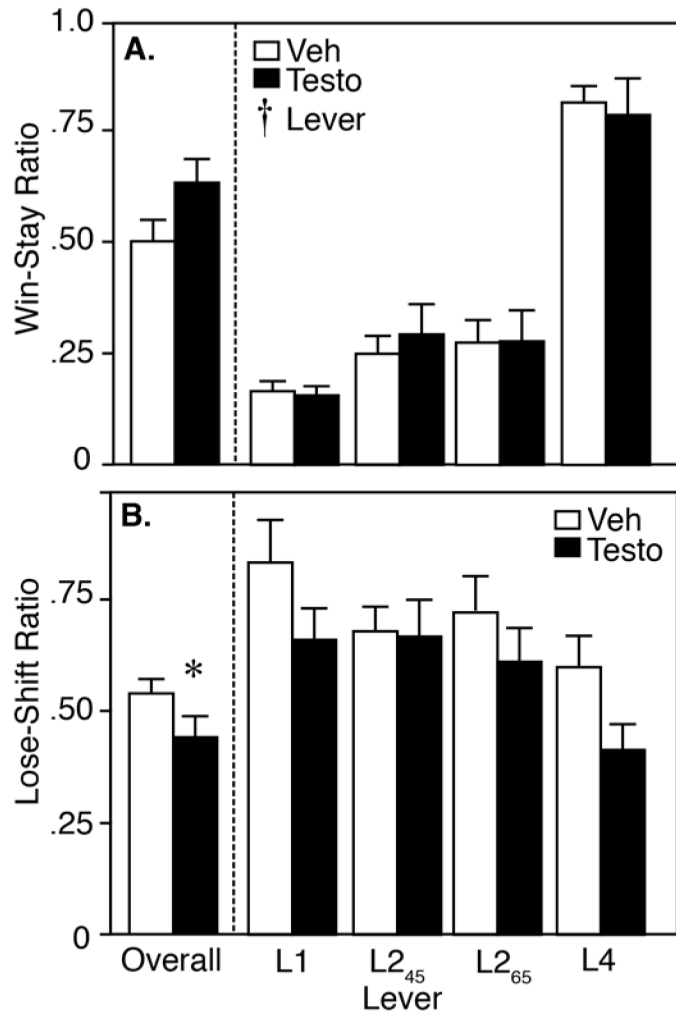 1.0
A.
Veh
Testo
† Lever
.75
.50
.25
0
Win-Stay Ratio
B.
Veh
Testo
.75
*
.50
.25
0
Lose-Shift Ratio
Overall L1 L2₄₅ L2₆₅ L4
Lever